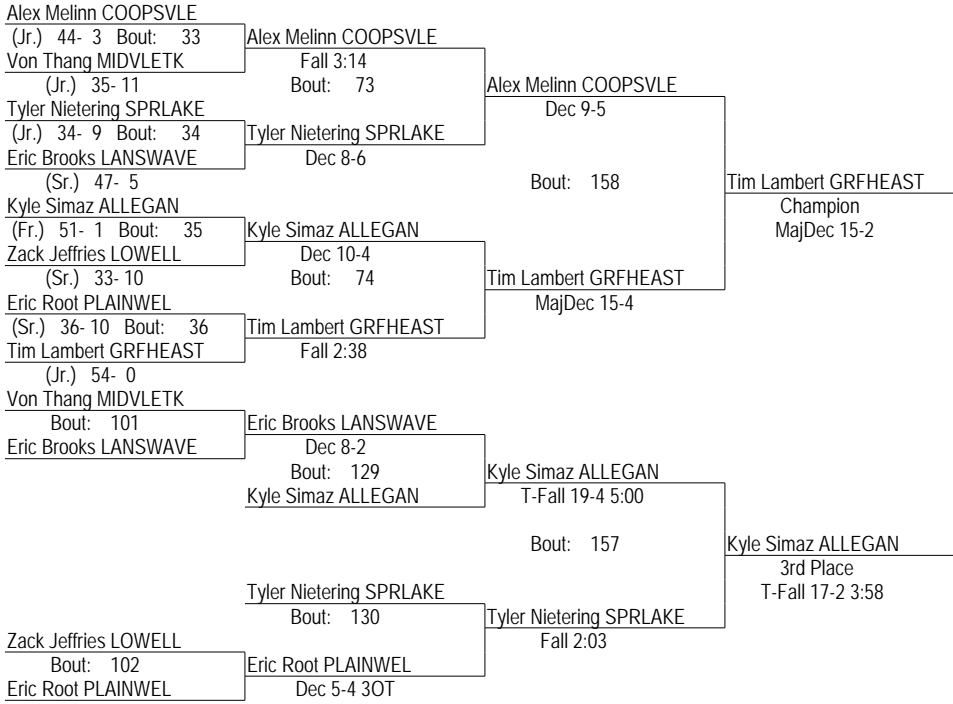 Alex Melinn COOPSVLE
(Jr.) 44- 3 Bout: 33 Alex Melinn COOPSVLE
Von Thang MIDVLETK Fall 3:14
(Jr.) 35- 11 Bout: 73 Alex Melinn COOPSVLE
Tyler Nietering SPRLAKE Dec 9-5
(Jr.) 34- 9 Bout: 34 Tyler Nietering SPRLAKE
Eric Brooks LANSWAVE Dec 8-6
(Sr.) 47- 5 Bout: 158 Tim Lambert GRFHEAST
Kyle Simaz ALLEGAN Champion
(Fr.) 51- 1 Bout: 35 Kyle Simaz ALLEGAN MajDec 15-2
Zack Jeffries LOWELL Dec 10-4
(Sr.) 33- 10 Bout: 74 Tim Lambert GRFHEAST
Eric Root PLAINWEL MajDec 15-4
(Sr.) 36- 10 Bout: 36 Tim Lambert GRFHEAST
Tim Lambert GRFHEAST Fall 2:38
(Jr.) 54- 0
Von Thang MIDVLETK
Bout: 101 Eric Brooks LANSWAVE
Eric Brooks LANSWAVE Dec 8-2
Bout: 129 Kyle Simaz ALLEGAN
Kyle Simaz ALLEGAN T-Fall 19-4 5:00
Bout: 157 Kyle Simaz ALLEGAN
3rd Place
Tyler Nietering SPRLAKE T-Fall 17-2 3:58
Bout: 130 Tyler Nietering SPRLAKE
Zack Jeffries LOWELL Fall 2:03
Bout: 102 Eric Root PLAINWEL
Eric Root PLAINWEL Dec 5-4 3OT